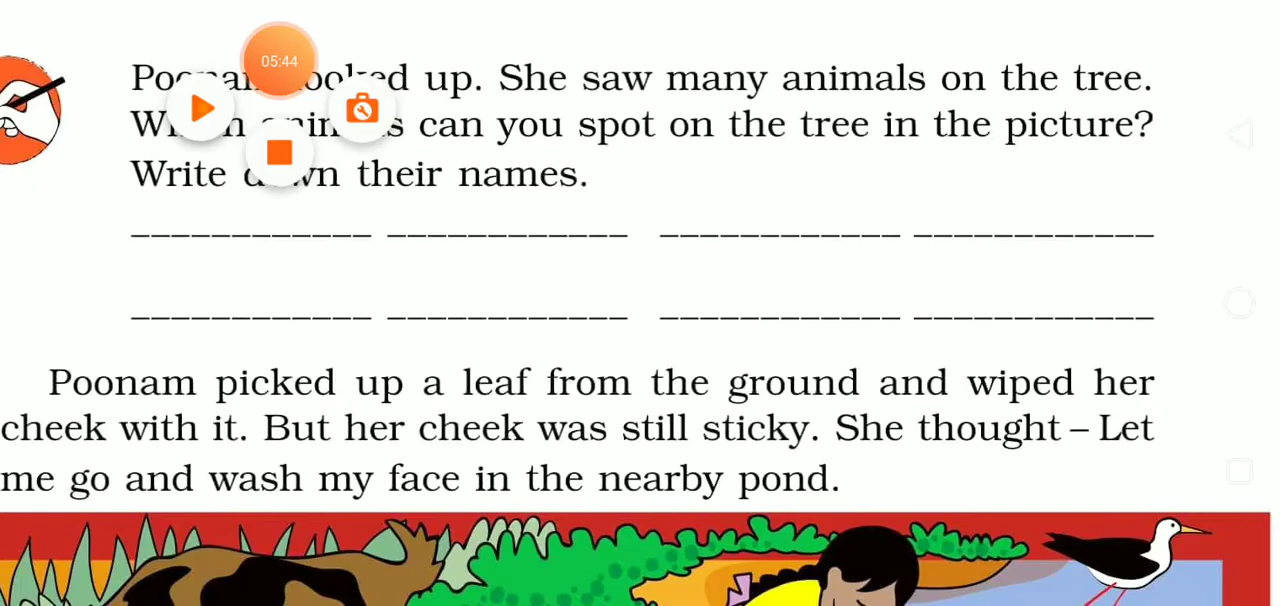 05:44
up. She saw many animals on the tree.
can you spot on the tree in the picture?
Write their names.
Poonam picked up a leaf from the ground and wiped her
cheek with it. But her cheek was still sticky. She thought – Let
me go and wash my face in the nearby pond.